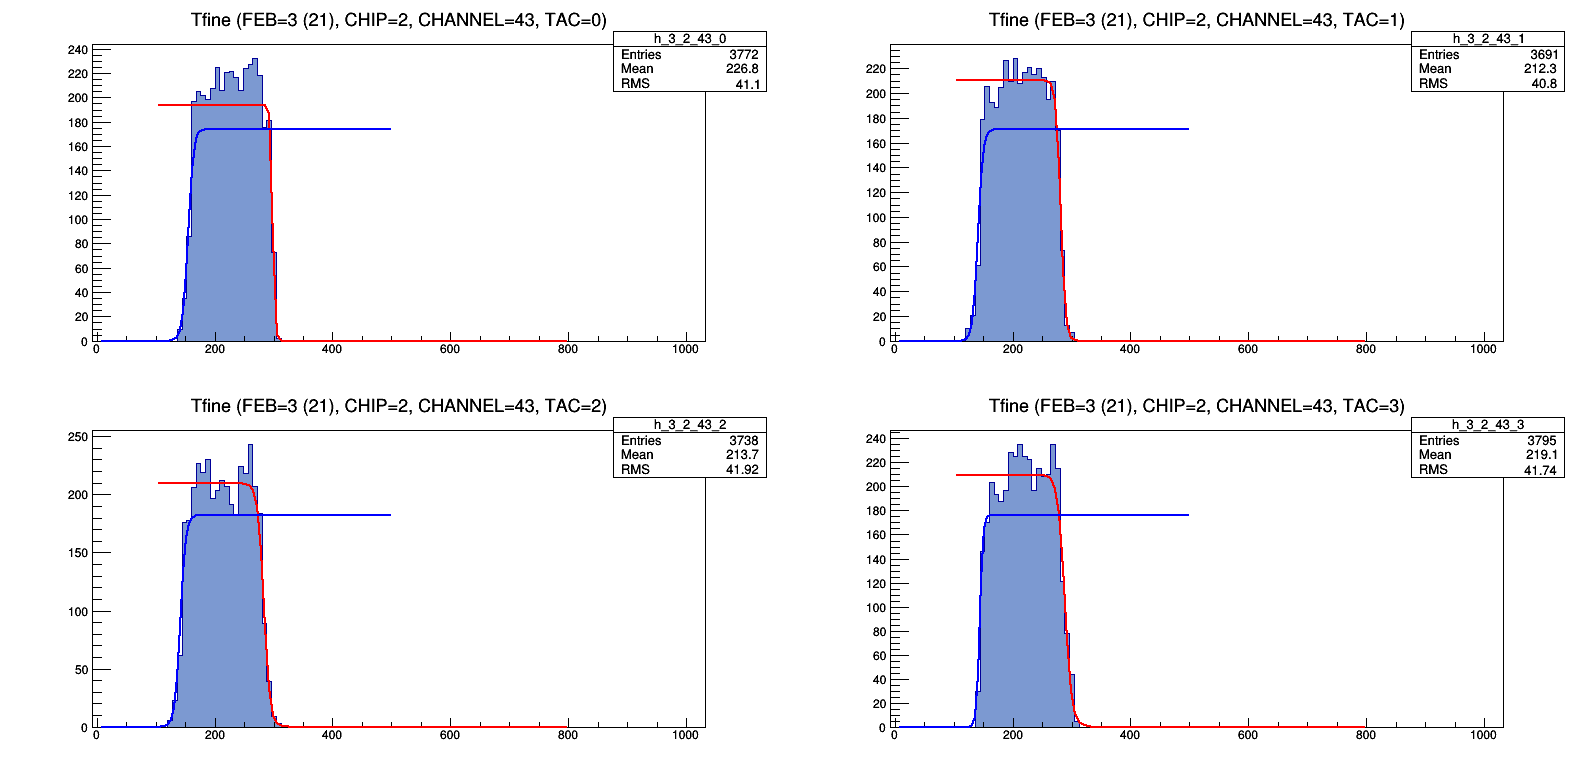 Tfine (FEB=3 (21), CHIP=2, CHANNEL=43, TAC=0)
h_3_2_43_0
Entries 3772
Mean 226.8
RMS 41.1
240
220
200
180
160
140
120
100
80
60
40
20
0
0 200 400 600 800 1000
Tfine (FEB=3 (21), CHIP=2, CHANNEL=43, TAC=1)
h_3_2_43_1
Entries 3691
Mean 212.3
RMS 40.8
220
200
180
160
140
120
100
80
60
40
20
0
0 200 400 600 800 1000
Tfine (FEB=3 (21), CHIP=2, CHANNEL=43, TAC=2)
h_3_2_43_2
Entries 3738
Mean 213.7
RMS 41.92
250
200
150
100
50
0
0 200 400 600 800 1000
Tfine (FEB=3 (21), CHIP=2, CHANNEL=43, TAC=3)
h_3_2_43_3
Entries 3795
Mean 219.1
RMS 41.74
240
220
200
180
160
140
120
100
80
60
40
20
0
0 200 400 600 800 1000